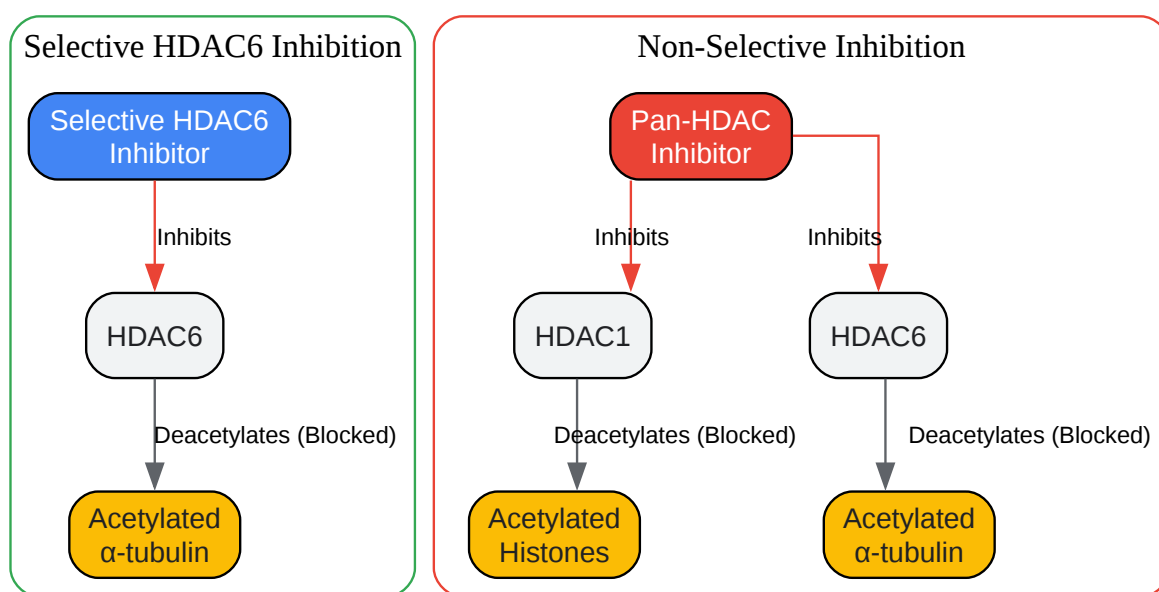 Selective HDAC6 Inhibition
Selective HDAC6
Inhibitor
Inhibits
HDAC6
Deacetylates (Blocked)
Acetylated
α-tubulin
Non-Selective Inhibition
Pan-HDAC
Inhibitor
Inhibits
Inhibits
HDAC1
HDAC6
Deacetylates (Blocked)
Deacetylates (Blocked)
Acetylated
Histones
Acetylated
α-tubulin